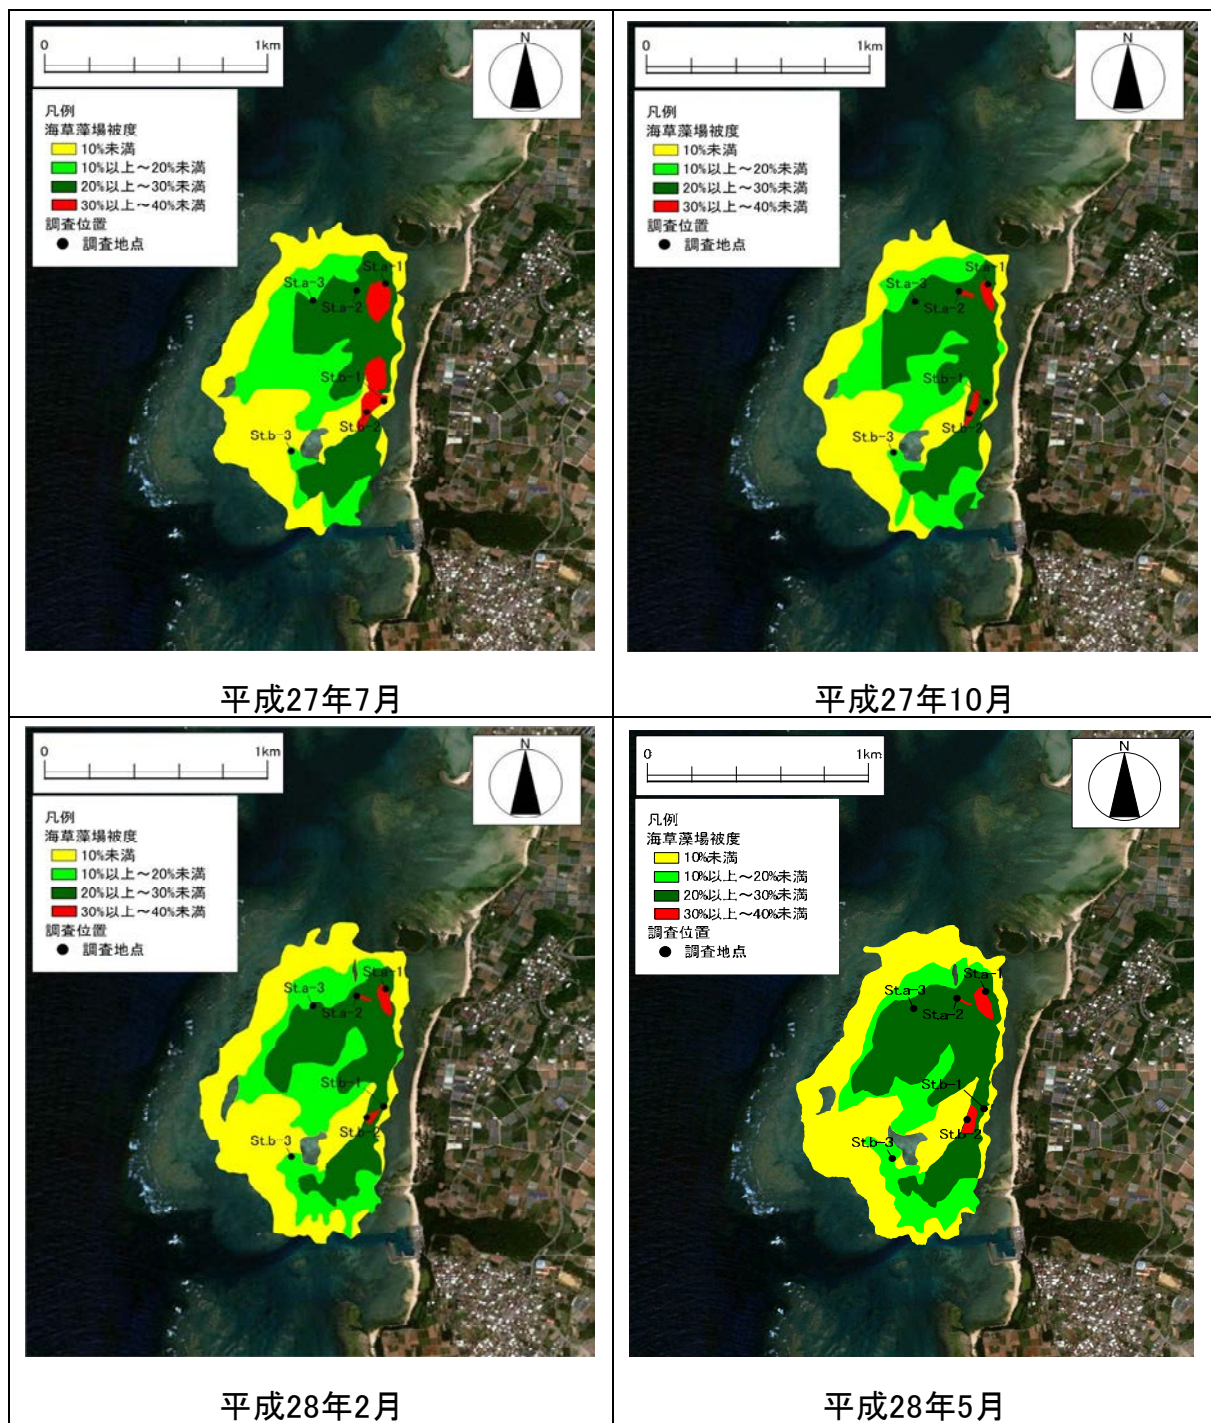 0 1km
N
凡例
海草藻場被度
10%未満
10%以上～20%未満
20%以上～30%未満
30%以上～40%未満
調査位置
調査地点
St.a-1
St.a-3
St.a-2
St.b-1
St.b-2
St.b-3
平成27年7月
0 1km
N
凡例
海草藻場被度
10%未満
10%以上～20%未満
20%以上～30%未満
30%以上～40%未満
調査位置
調査地点
St.a-1
St.a-3
St.a-2
St.b-1
St.b-2
St.b-3
平成27年10月
0 1km
N
凡例
海草藻場被度
10%未満
10%以上～20%未満
20%以上～30%未満
30%以上～40%未満
調査位置
調査地点
St.a-1
St.a-3
St.a-2
St.b-1
St.b-2
St.b-3
平成28年2月
0 1km
N
凡例
海草藻場被度
10%未満
10%以上～20%未満
20%以上～30%未満
30%以上～40%未満
調査位置
調査地点
St.a-1
St.a-3
St.a-2
St.b-1
St.b-2
St.b-3
平成28年5月